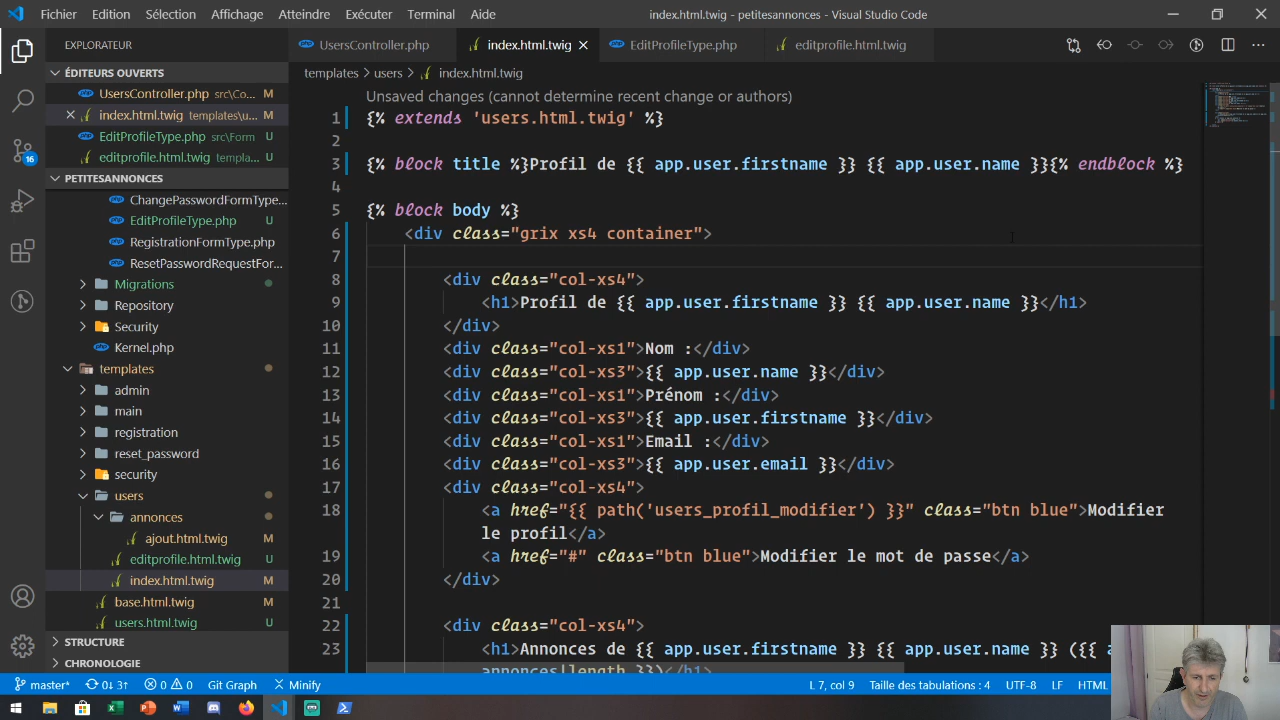 Fichier Edition Sélection Affichage Atteindre Exécuter Terminal Aide index.html.twig - petitesannonces - Visual Studio Code
EXPLORATEUR
UsersController.php index.html.twig EditProfileType.php editprofile.html.twig
ÉDITEURS OUVERTS
UsersController.php src\Co... M
index.html.twig templates\u... M
EditProfileType.php src\Form U
editprofile.html.twig templa... U
PETITESANNONCES
ChangePasswordFormType...
EditProfileType.php U
RegistrationFormType.php
ResetPasswordRequestFor...
Migrations
Repository
Security
Kernel.php
templates
admin
main
registration
reset_password
security
users
annonces
ajout.html.twig M
editprofile.html.twig U
index.html.twig M
base.html.twig M
users.html.twig U
STRUCTURE
CHRONOLOGIE
16
templates > users > index.html.twig
Unsaved changes (cannot determine recent change or authors)
1 {% extends 'users.html.twig' %}
2
3 {% block title %}Profil de {{ app.user.firstname }} {{ app.user.name }}{% endblock %}
4
5 {% block body %}
6 <div class="grix xs4 container">
7
8 <div class="col-xs4">
9 <h1>Profil de {{ app.user.firstname }} {{ app.user.name }}</h1>
10 </div>
11 <div class="col-xs1">Nom :</div>
12 <div class="col-xs3">{{ app.user.name }}</div>
13 <div class="col-xs1">Prénom :</div>
14 <div class="col-xs3">{{ app.user.firstname }}</div>
15 <div class="col-xs1">Email :</div>
16 <div class="col-xs3">{{ app.user.email }}</div>
17 <div class="col-xs4">
18 <a href="{{ path('users_profil_modifier') }}" class="btn blue">Modifier
le profil</a>
19 <a href="#" class="btn blue">Modifier le mot de passe</a>
20 </div>
21
22 <div class="col-xs4">
23 <h1>Annonces de {{ app.user.firstname }} {{ app.user.name }} ({{ a
annonces|length }})</h1>
master* 0↓ 3↑ 0 0 Git Graph Minify L 7, col 9 Taille des tabulations : 4 UTF-8 LF HTML